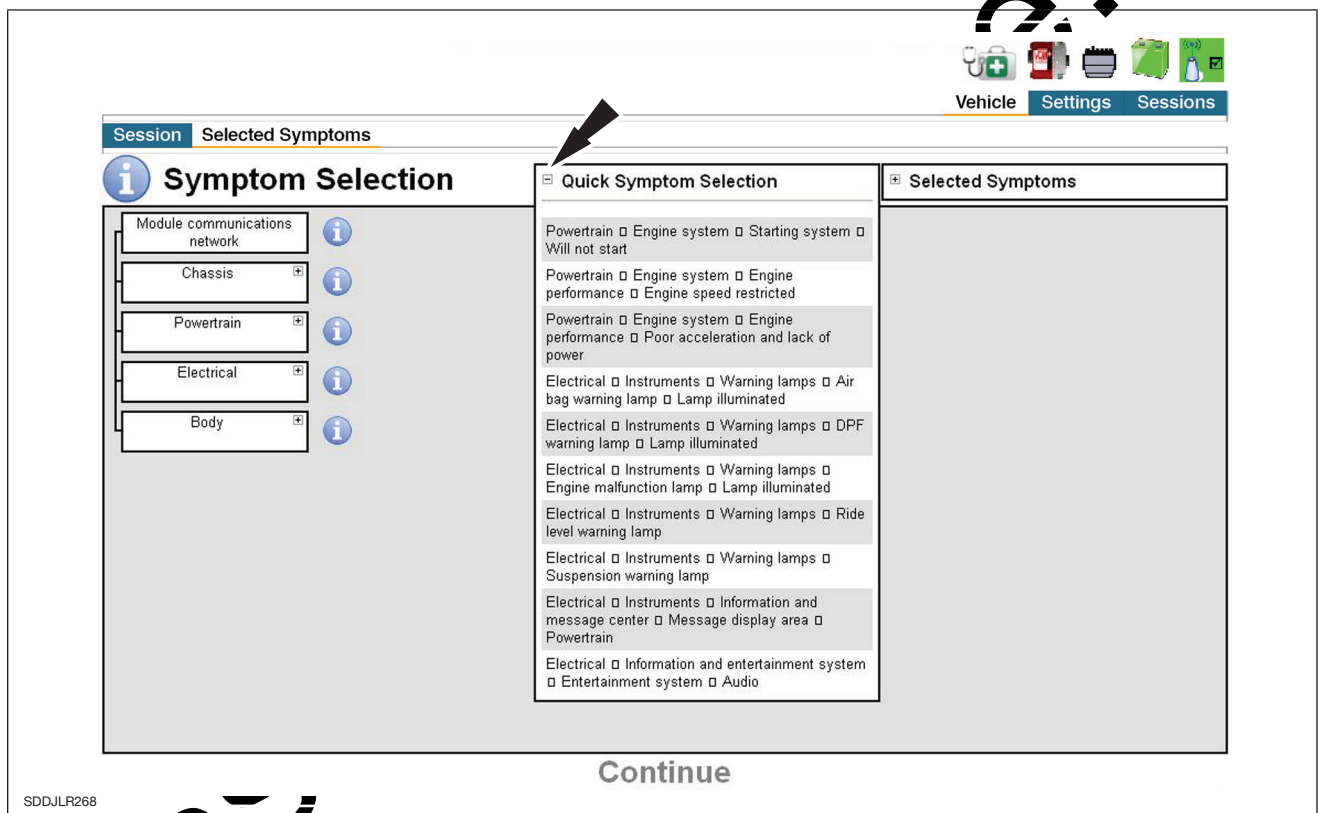 Vehicle Settings Sessions
Session Selected Symptoms
Symptom Selection
Quick Symptom Selection
Selected Symptoms
Module communications
network
Chassis
Powertrain
Electrical
Body
Powertrain ▯ Engine system ▯ Starting system ▯
Will not start
Powertrain ▯ Engine system ▯ Engine
performance ▯ Engine speed restricted
Powertrain ▯ Engine system ▯ Engine
performance ▯ Poor acceleration and lack of
power
Electrical ▯ Instruments ▯ Warning lamps ▯ Air
bag warning lamp ▯ Lamp illuminated
Electrical ▯ Instruments ▯ Warning lamps ▯ DPF
warning lamp ▯ Lamp illuminated
Electrical ▯ Instruments ▯ Warning lamps ▯
Engine malfunction lamp ▯ Lamp illuminated
Electrical ▯ Instruments ▯ Warning lamps ▯ Ride
level warning lamp
Electrical ▯ Instruments ▯ Warning lamps ▯
Suspension warning lamp
Electrical ▯ Instruments ▯ Information and
message center ▯ Message display area ▯
Powertrain
Electrical ▯ Information and entertainment system
▯ Entertainment system ▯ Audio
Continue
SDDJLR268